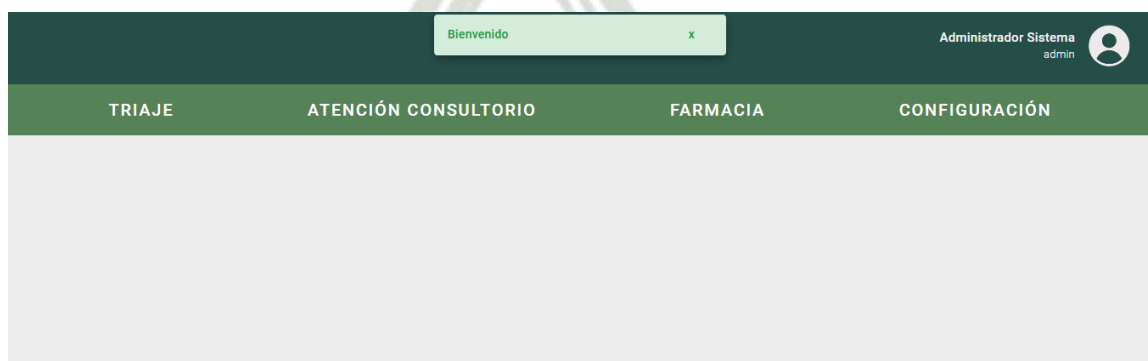 Bienvenido x
Administrador Sistema
admin
TRIAJE ATENCIÓN CONSULTORIO FARMACIA CONFIGURACIÓN